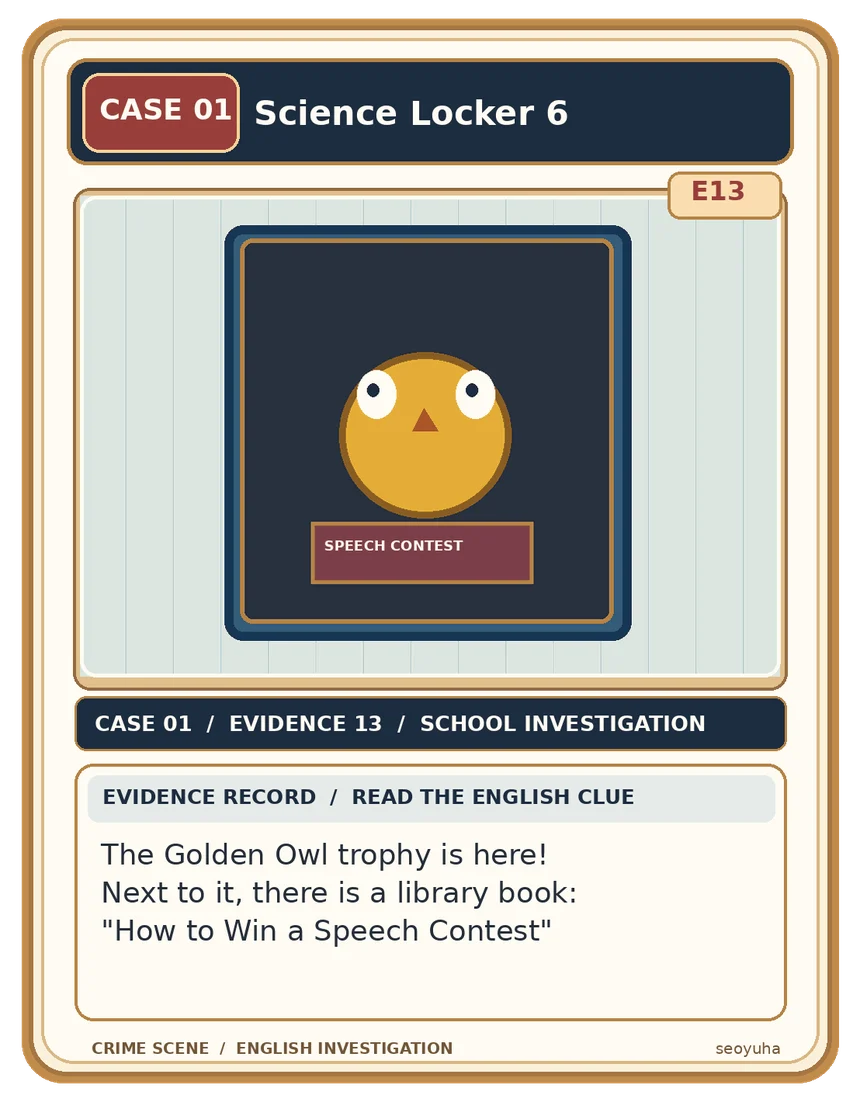 CASE 01
Science Locker 6
E13
SPEECH CONTEST
CASE 01 / EVIDENCE 13 / SCHOOL INVESTIGATION
EVIDENCE RECORD / READ THE ENGLISH CLUE
The Golden Owl trophy is here!
Next to it, there is a library book:
"How to Win a Speech Contest"
CRIME SCENE / ENGLISH INVESTIGATION
seoyuha